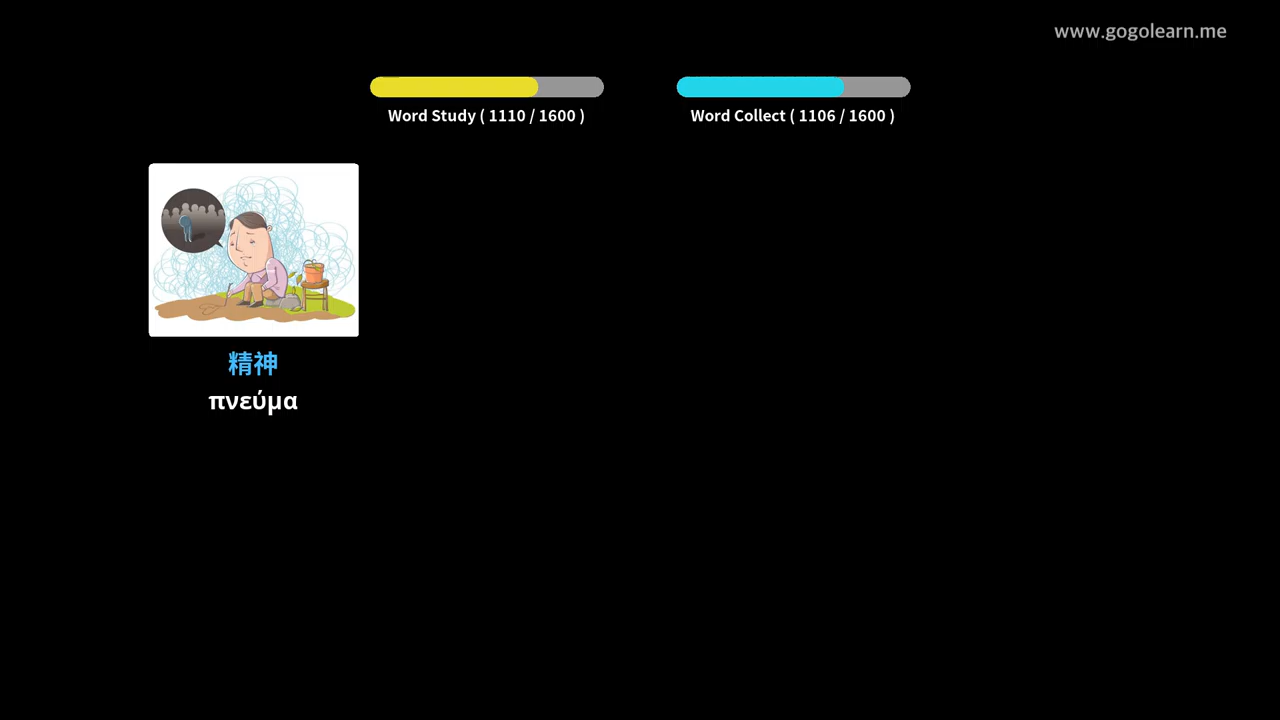 www.gogolearn.me
Word Study ( 1110 / 1600 )
Word Collect ( 1106 / 1600 )
精神
πνεύμα